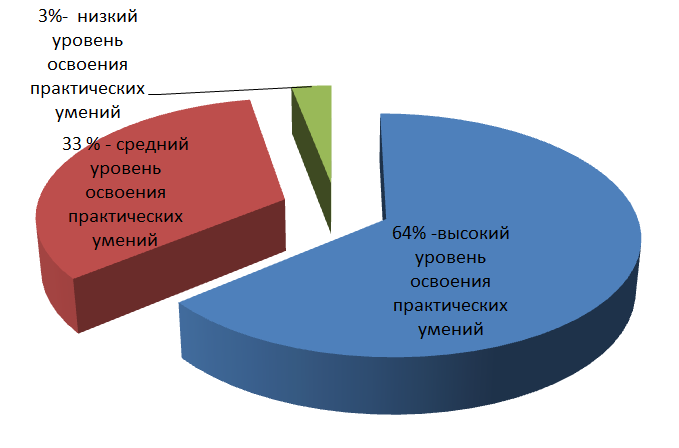 3%-  низкий
уровень
освоения
практических
умений
33 % - средний
уровень
освоения
практических
умений
64% -высокий
уровень
освоения
практических
умений